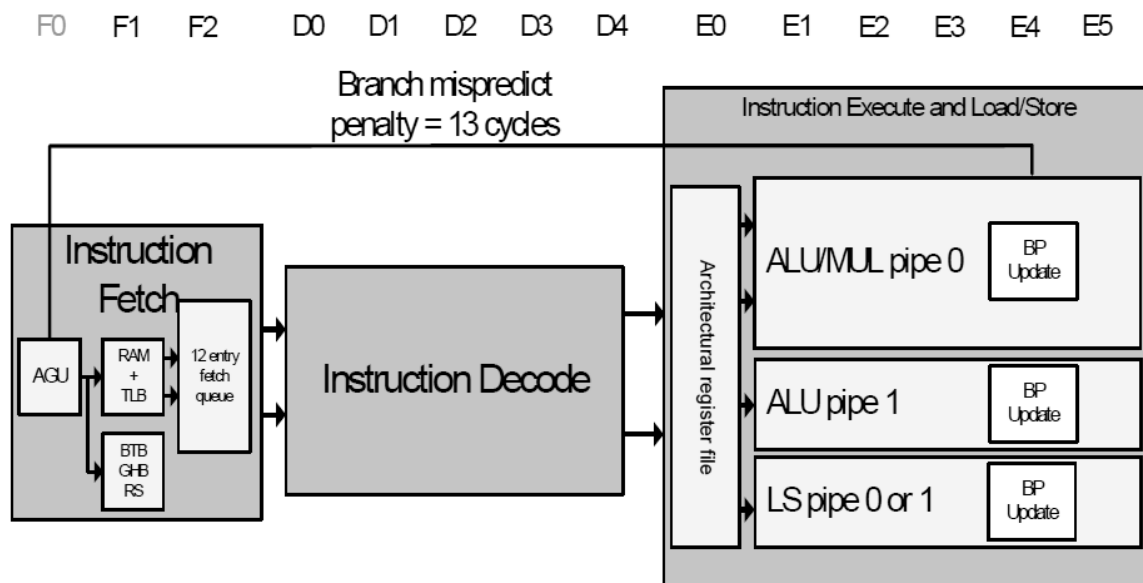 F0 F1 F2 D0 D1 D2 D3 D4 E0 E1 E2 E3 E4 E5
Branch mispredict
penalty = 13 cycles
Instruction Execute and Load/Store
Instruction
Fetch
AGU
RAM
+
TLB
BTB
GHB
RS
12 entry
fetch
queue
Instruction Decode
Architectural register file
ALU/MUL pipe 0
BP
Update
ALU pipe 1
BP
Update
LS pipe 0 or 1
BP
Update